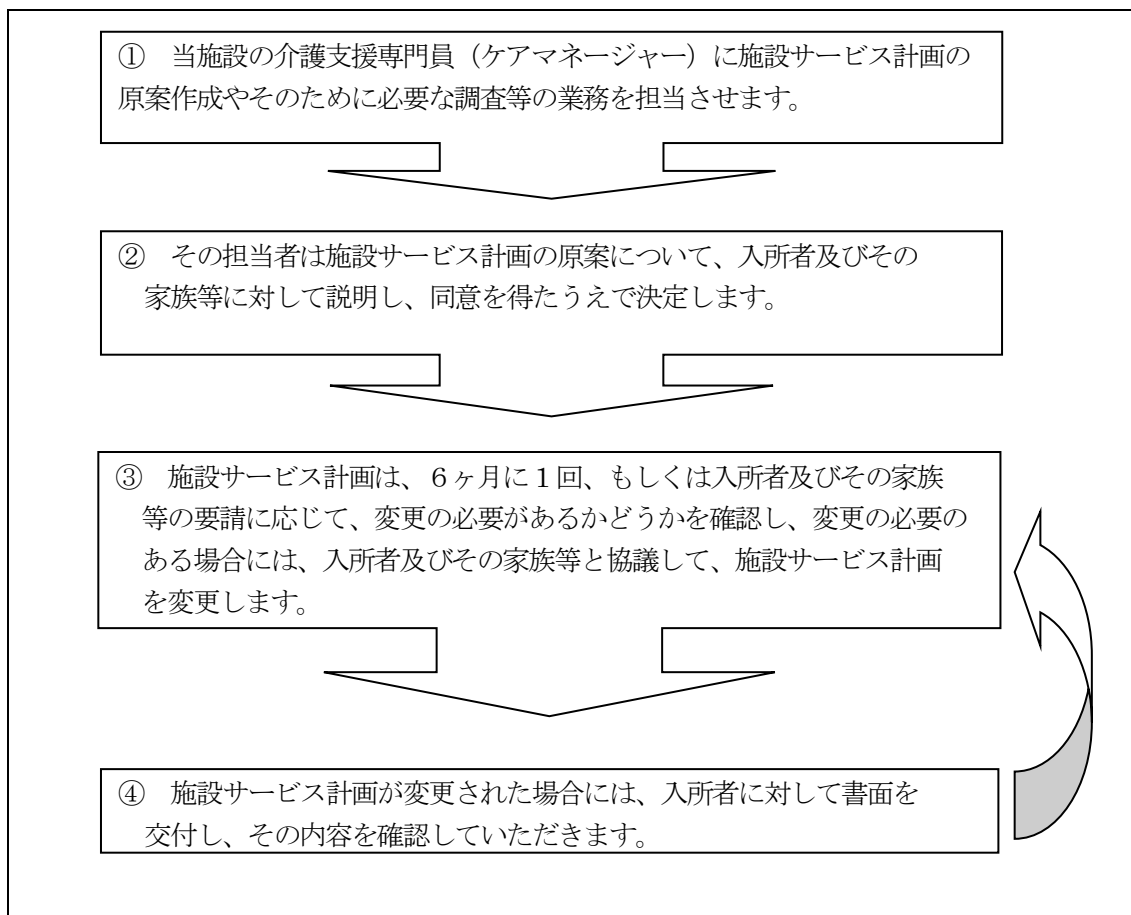 ①　当施設の介護支援専門員（ケアマネージャー）に施設サービス計画の
原案作成やそのために必要な調査等の業務を担当させます。
②　その担当者は施設サービス計画の原案について、入所者及びその
家族等に対して説明し、同意を得たうえで決定します。
③　施設サービス計画は、６ヶ月に１回、もしくは入所者及びその家族
等の要請に応じて、変更の必要があるかどうかを確認し、変更の必要の
ある場合には、入所者及びその家族等と協議して、施設サービス計画
を変更します。
④　施設サービス計画が変更された場合には、入所者に対して書面を
交付し、その内容を確認していただきます。